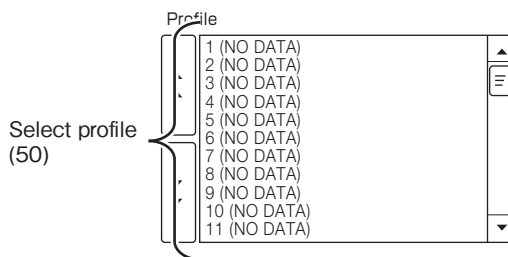 Profile
1 (NO DATA)
2 (NO DATA)
3 (NO DATA)
4 (NO DATA)
5 (NO DATA)
6 (NO DATA)
7 (NO DATA)
8 (NO DATA)
9 (NO DATA)
10 (NO DATA)
11 (NO DATA)
Select profile
(50)